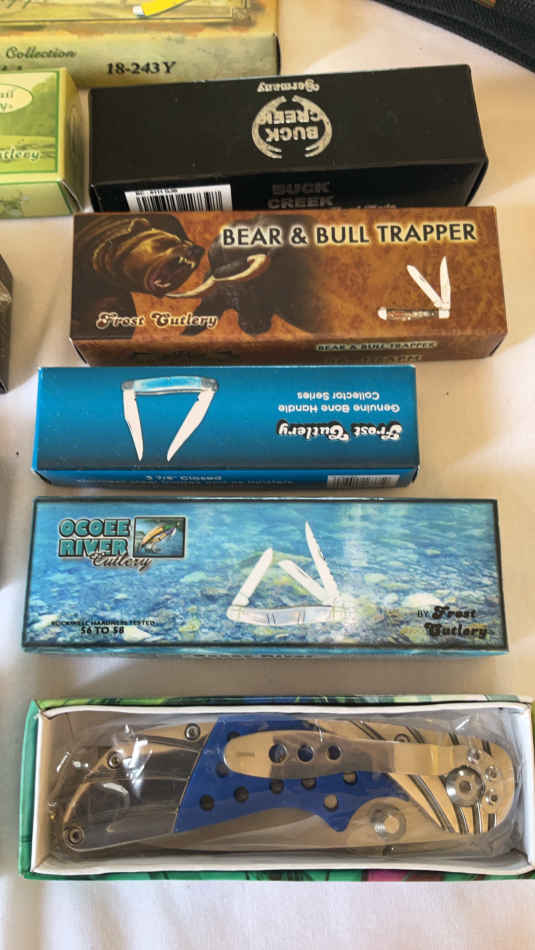 Collection
18-243Y
Germany
BUCK
CREEK
BUCK
CREEK
BEAR & BULL TRAPPER
Frost Cutlery
BEAR & BULL TRAPPER
Genuine Bone Handle
Collector Series
Frost Cutlery
3 7/8" Closed
OCOEE
RIVER
Cutlery
ROCKWELL HARDNESS TESTED
56 TO 58
BY Frost
Cutlery